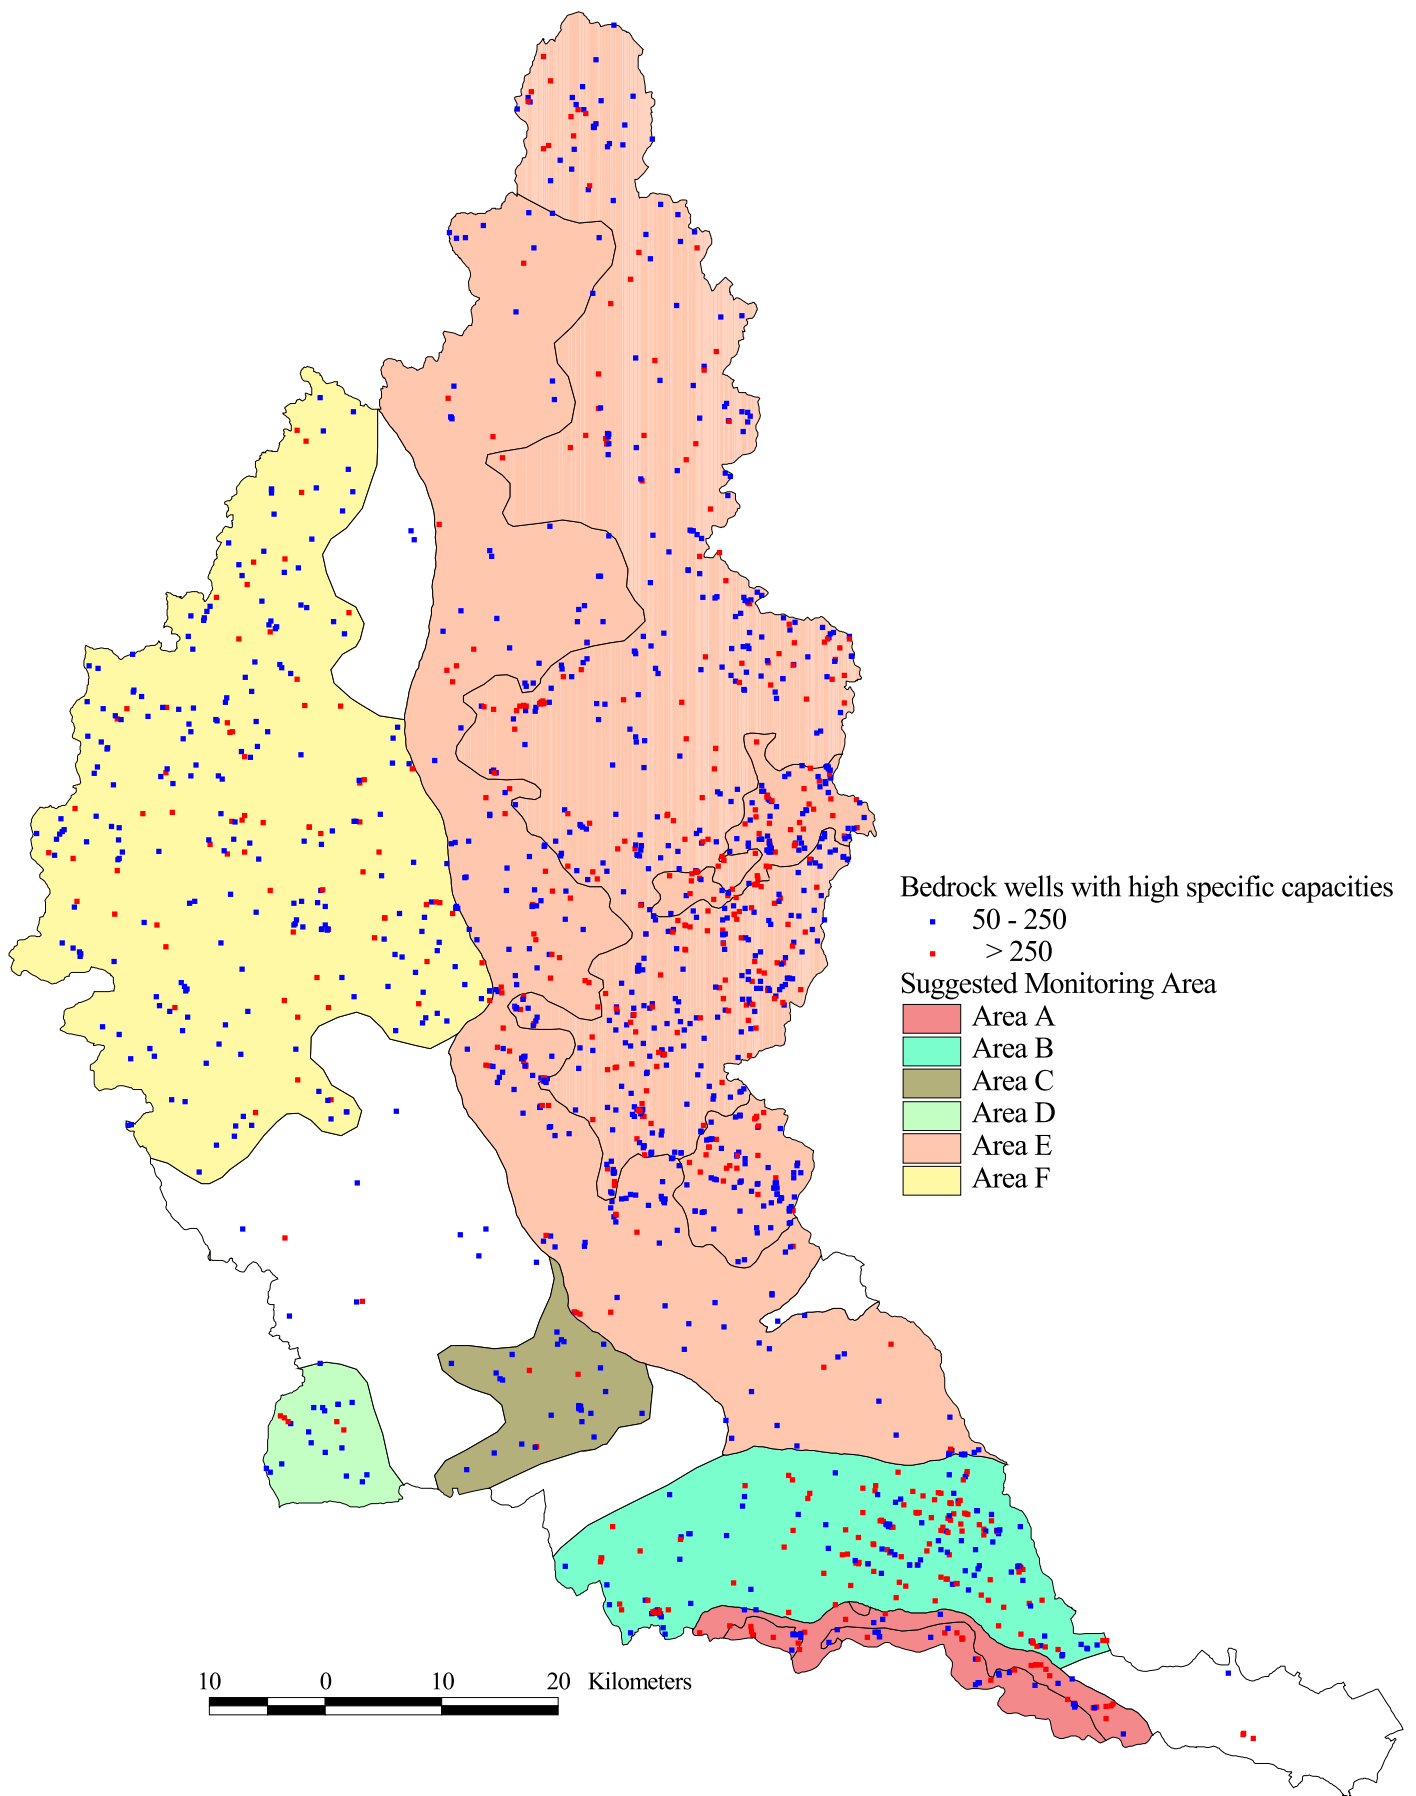 Bedrock wells with high specific capacities
50 - 250
> 250
Suggested Monitoring Area
Area A
Area B
Area C
Area D
Area E
Area F
10 0 10 20 Kilometers